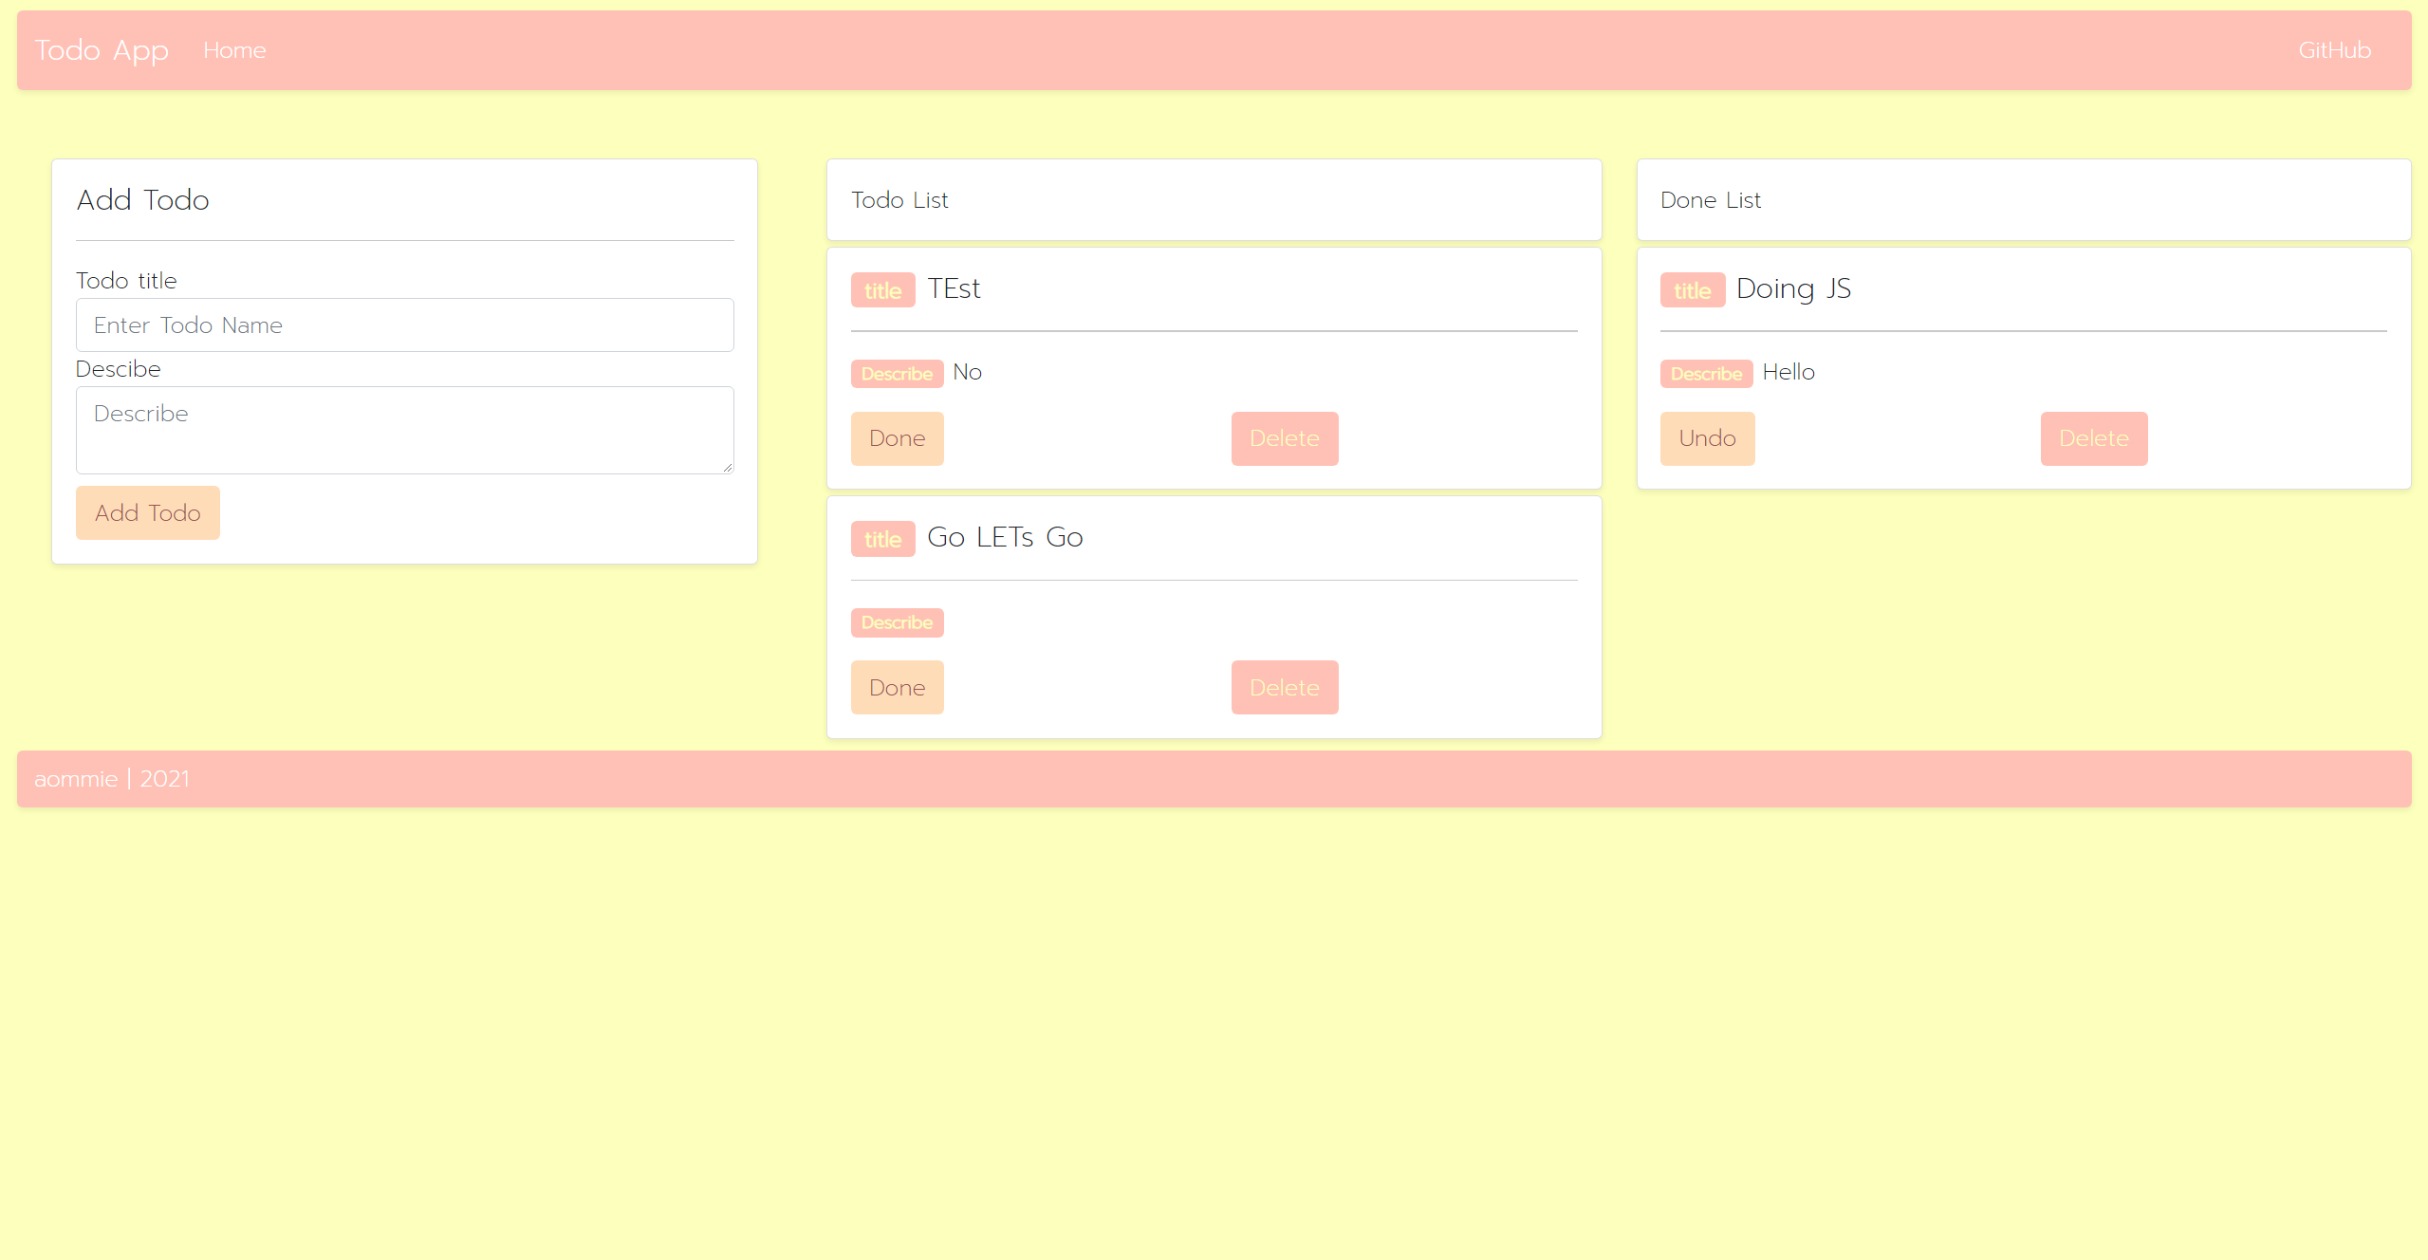 Todo App Home GitHub
Add Todo
Todo title
Enter Todo Name
Descibe
Describe
Add Todo
Todo List
title TEst
Describe No
Done Delete
title Go LETs Go
Describe
Done Delete
Done List
title Doing JS
Describe Hello
Undo Delete
aommie | 2021